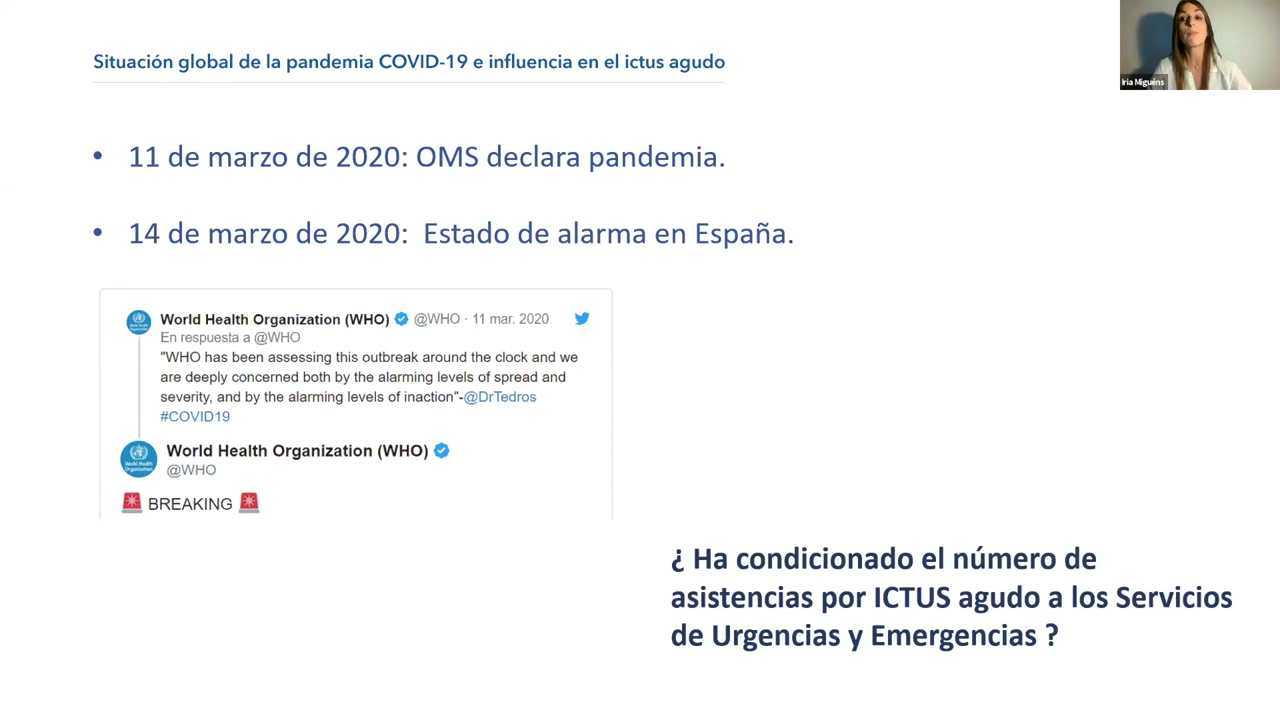 Situación global de la pandemia COVID-19 e influencia en el ictus agudo
Iria Miguéns
• 11 de marzo de 2020: OMS declara pandemia.
• 14 de marzo de 2020: Estado de alarma en España.
World Health Organization (WHO) @WHO · 11 mar. 2020
En respuesta a @WHO
"WHO has been assessing this outbreak around the clock and we
are deeply concerned both by the alarming levels of spread and
severity, and by the alarming levels of inaction"-@DrTedros
#COVID19
World Health Organization (WHO)
@WHO
🚨 BREAKING 🚨
¿ Ha condicionado el número de
asistencias por ICTUS agudo a los Servicios
de Urgencias y Emergencias ?